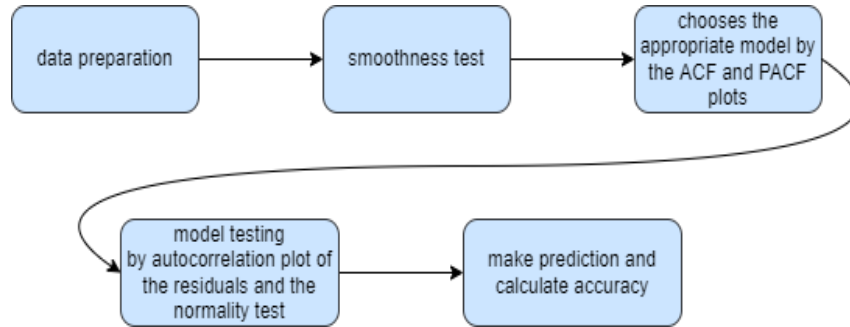 data preparation
smoothness test
chooses the
appropriate model by
the ACF and PACF
plots
model testing
by autocorrelation plot of
the residuals and the
normality test
make prediction and
calculate accuracy